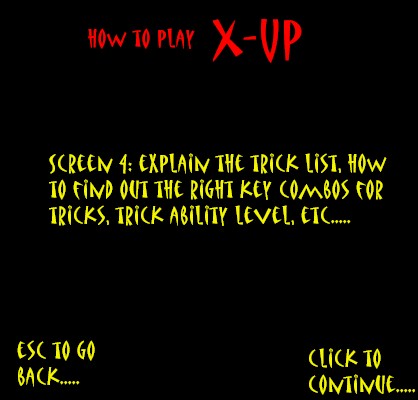 HOW TO PLAY X-UP
SCREEN 4: EXPLAIN THE TRICK LIST, HOW
TO FIND OUT THE RIGHT KEY COMBOS FOR
TRICKS, TRICK ABILITY LEVEL, ETC.....
ESC TO GO
BACK.....
CLICK TO
CONTINUE.....